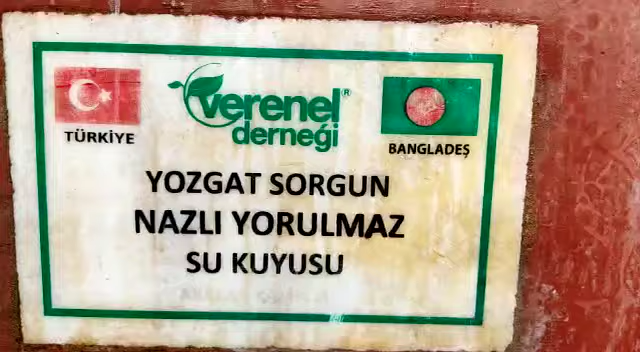 verenel®
derneği
TÜRKİYE
BANGLADEŞ
YOZGAT SORGUN
NAZLI YORULMAZ
SU KUYUSU